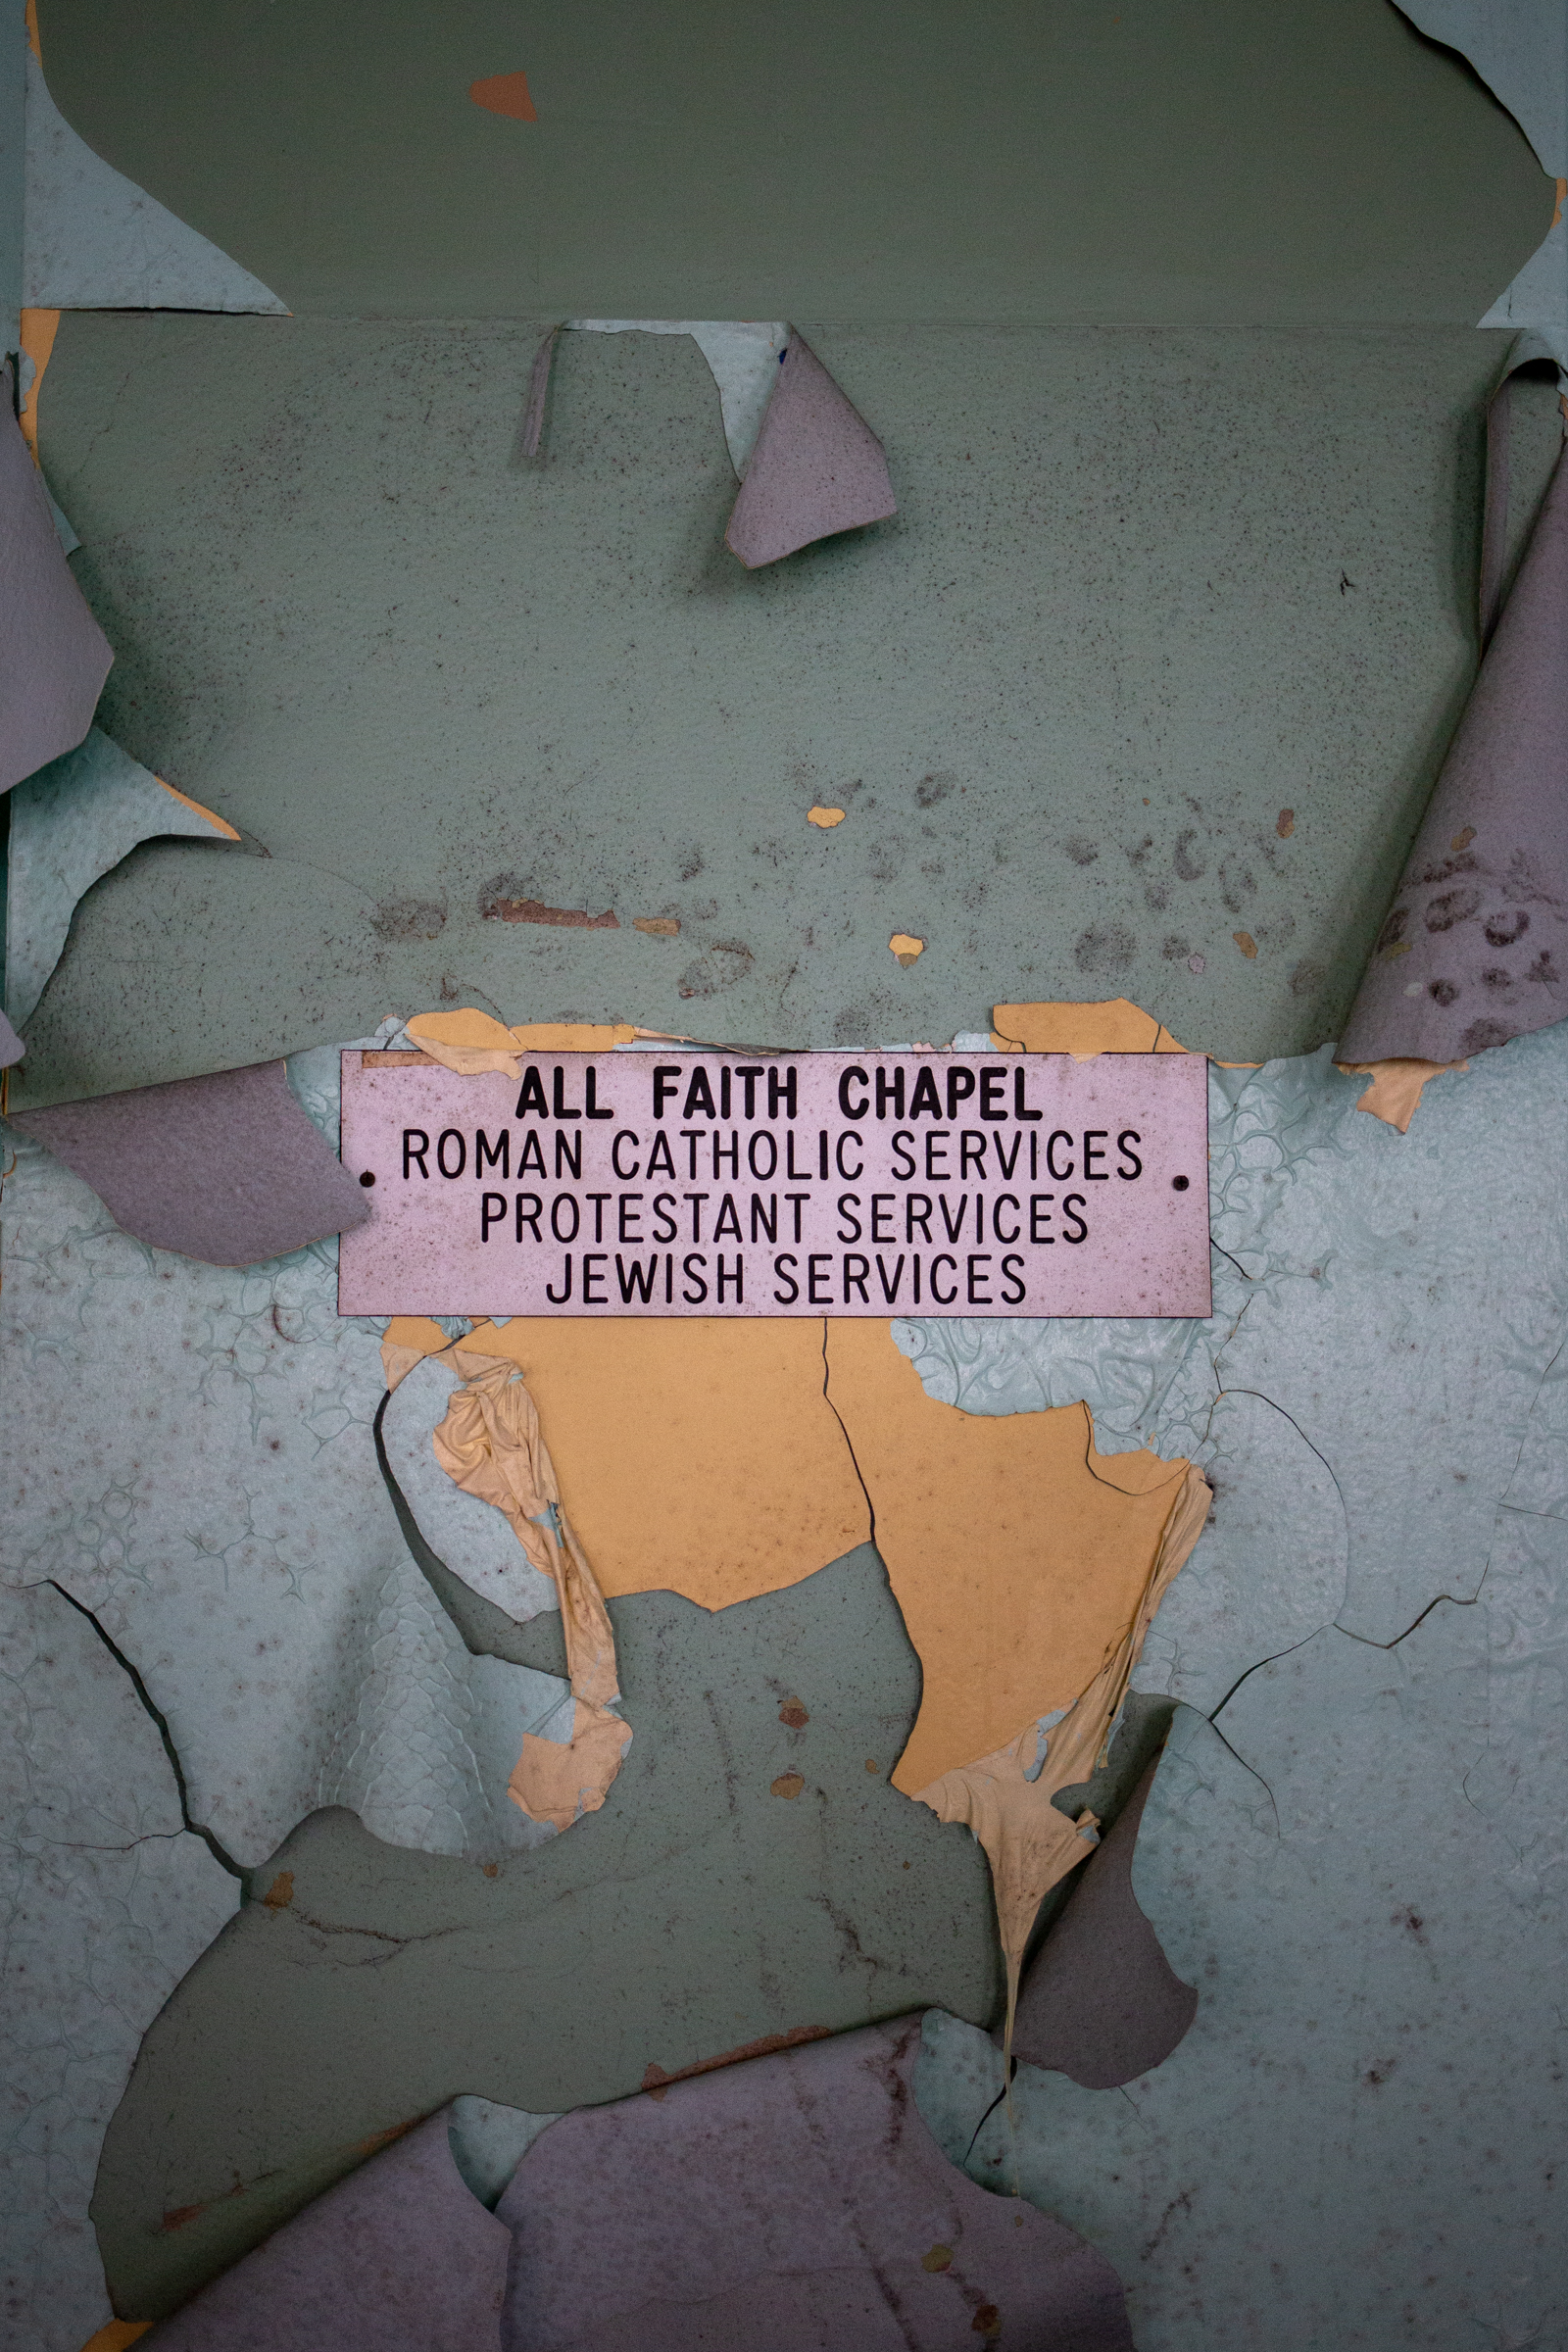 ALL FAITH CHAPEL
ROMAN CATHOLIC SERVICES
PROTESTANT SERVICES
JEWISH SERVICES